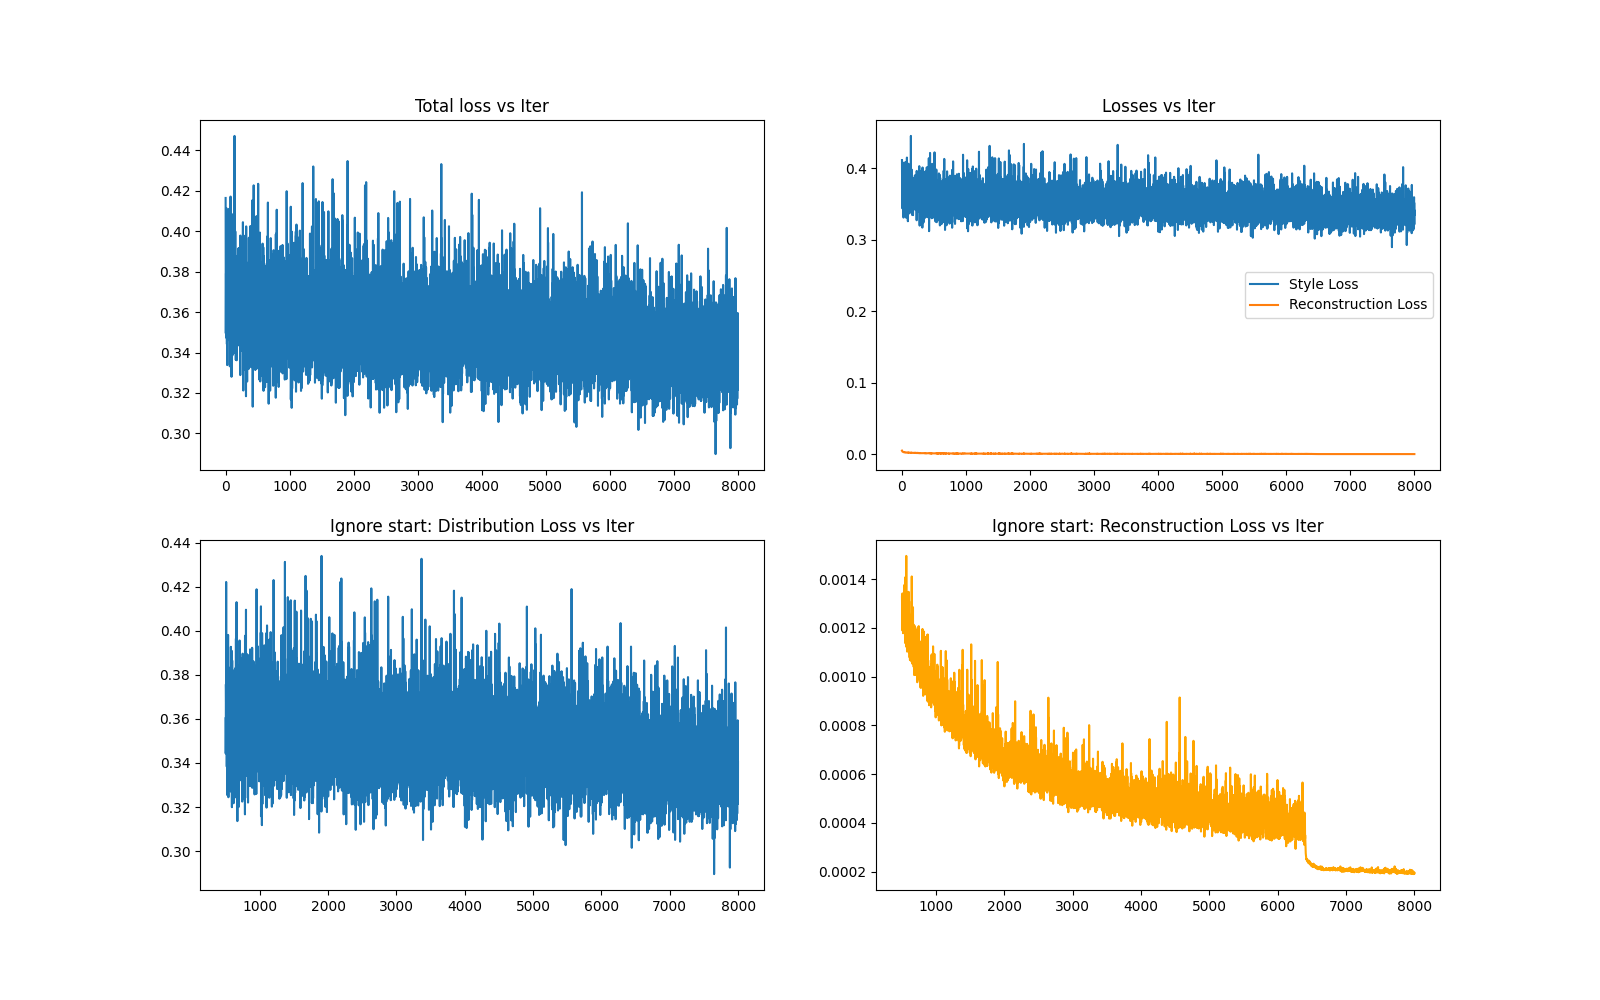 Total loss vs Iter
0.44
0.42
0.40
0.38
0.36
0.34
0.32
0.30
0 1000 2000 3000 4000 5000 6000 7000 8000
Losses vs Iter
0.4
0.3
0.2
0.1
0.0
Style Loss
Reconstruction Loss
0 1000 2000 3000 4000 5000 6000 7000 8000
Ignore start: Distribution Loss vs Iter
0.44
0.42
0.40
0.38
0.36
0.34
0.32
0.30
1000 2000 3000 4000 5000 6000 7000 8000
Ignore start: Reconstruction Loss vs Iter
0.0014
0.0012
0.0010
0.0008
0.0006
0.0004
0.0002
1000 2000 3000 4000 5000 6000 7000 8000